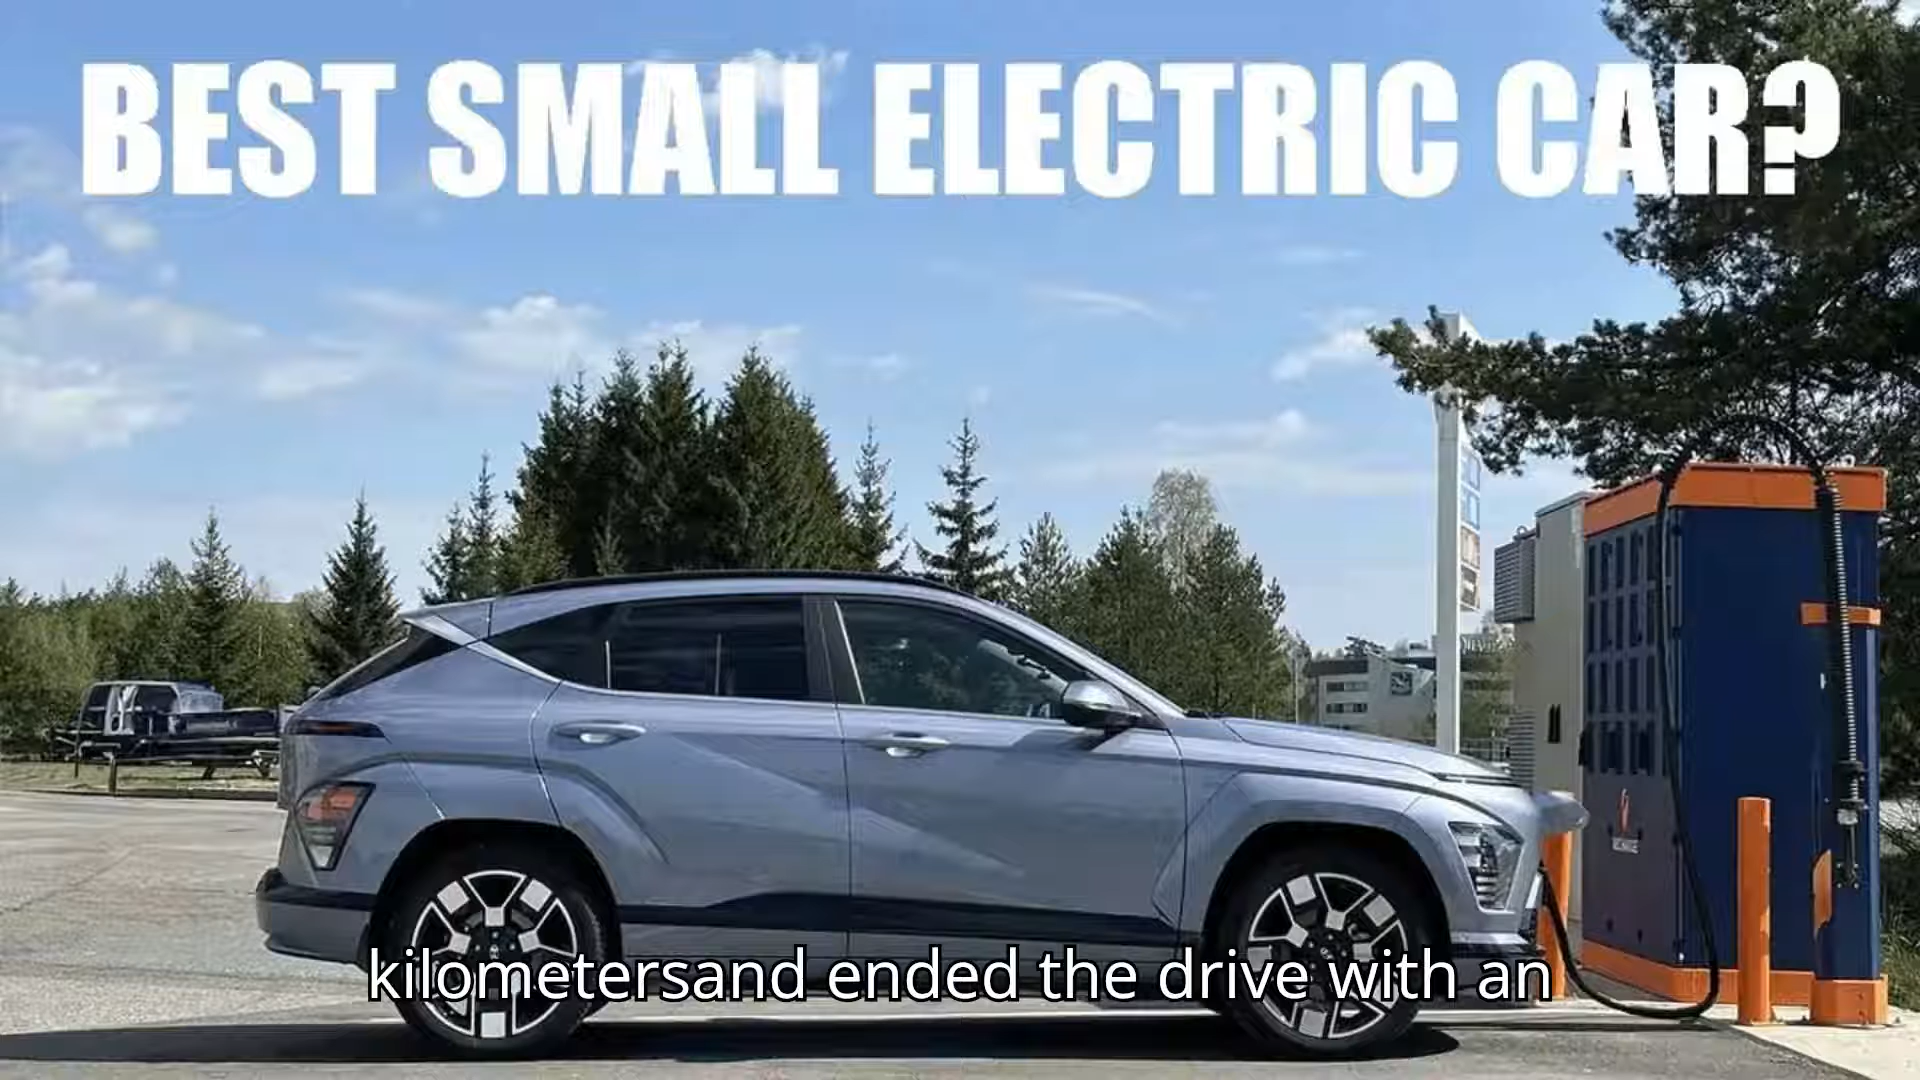 BEST SMALL ELECTRIC CAR?
kilometersand ended the drive with an